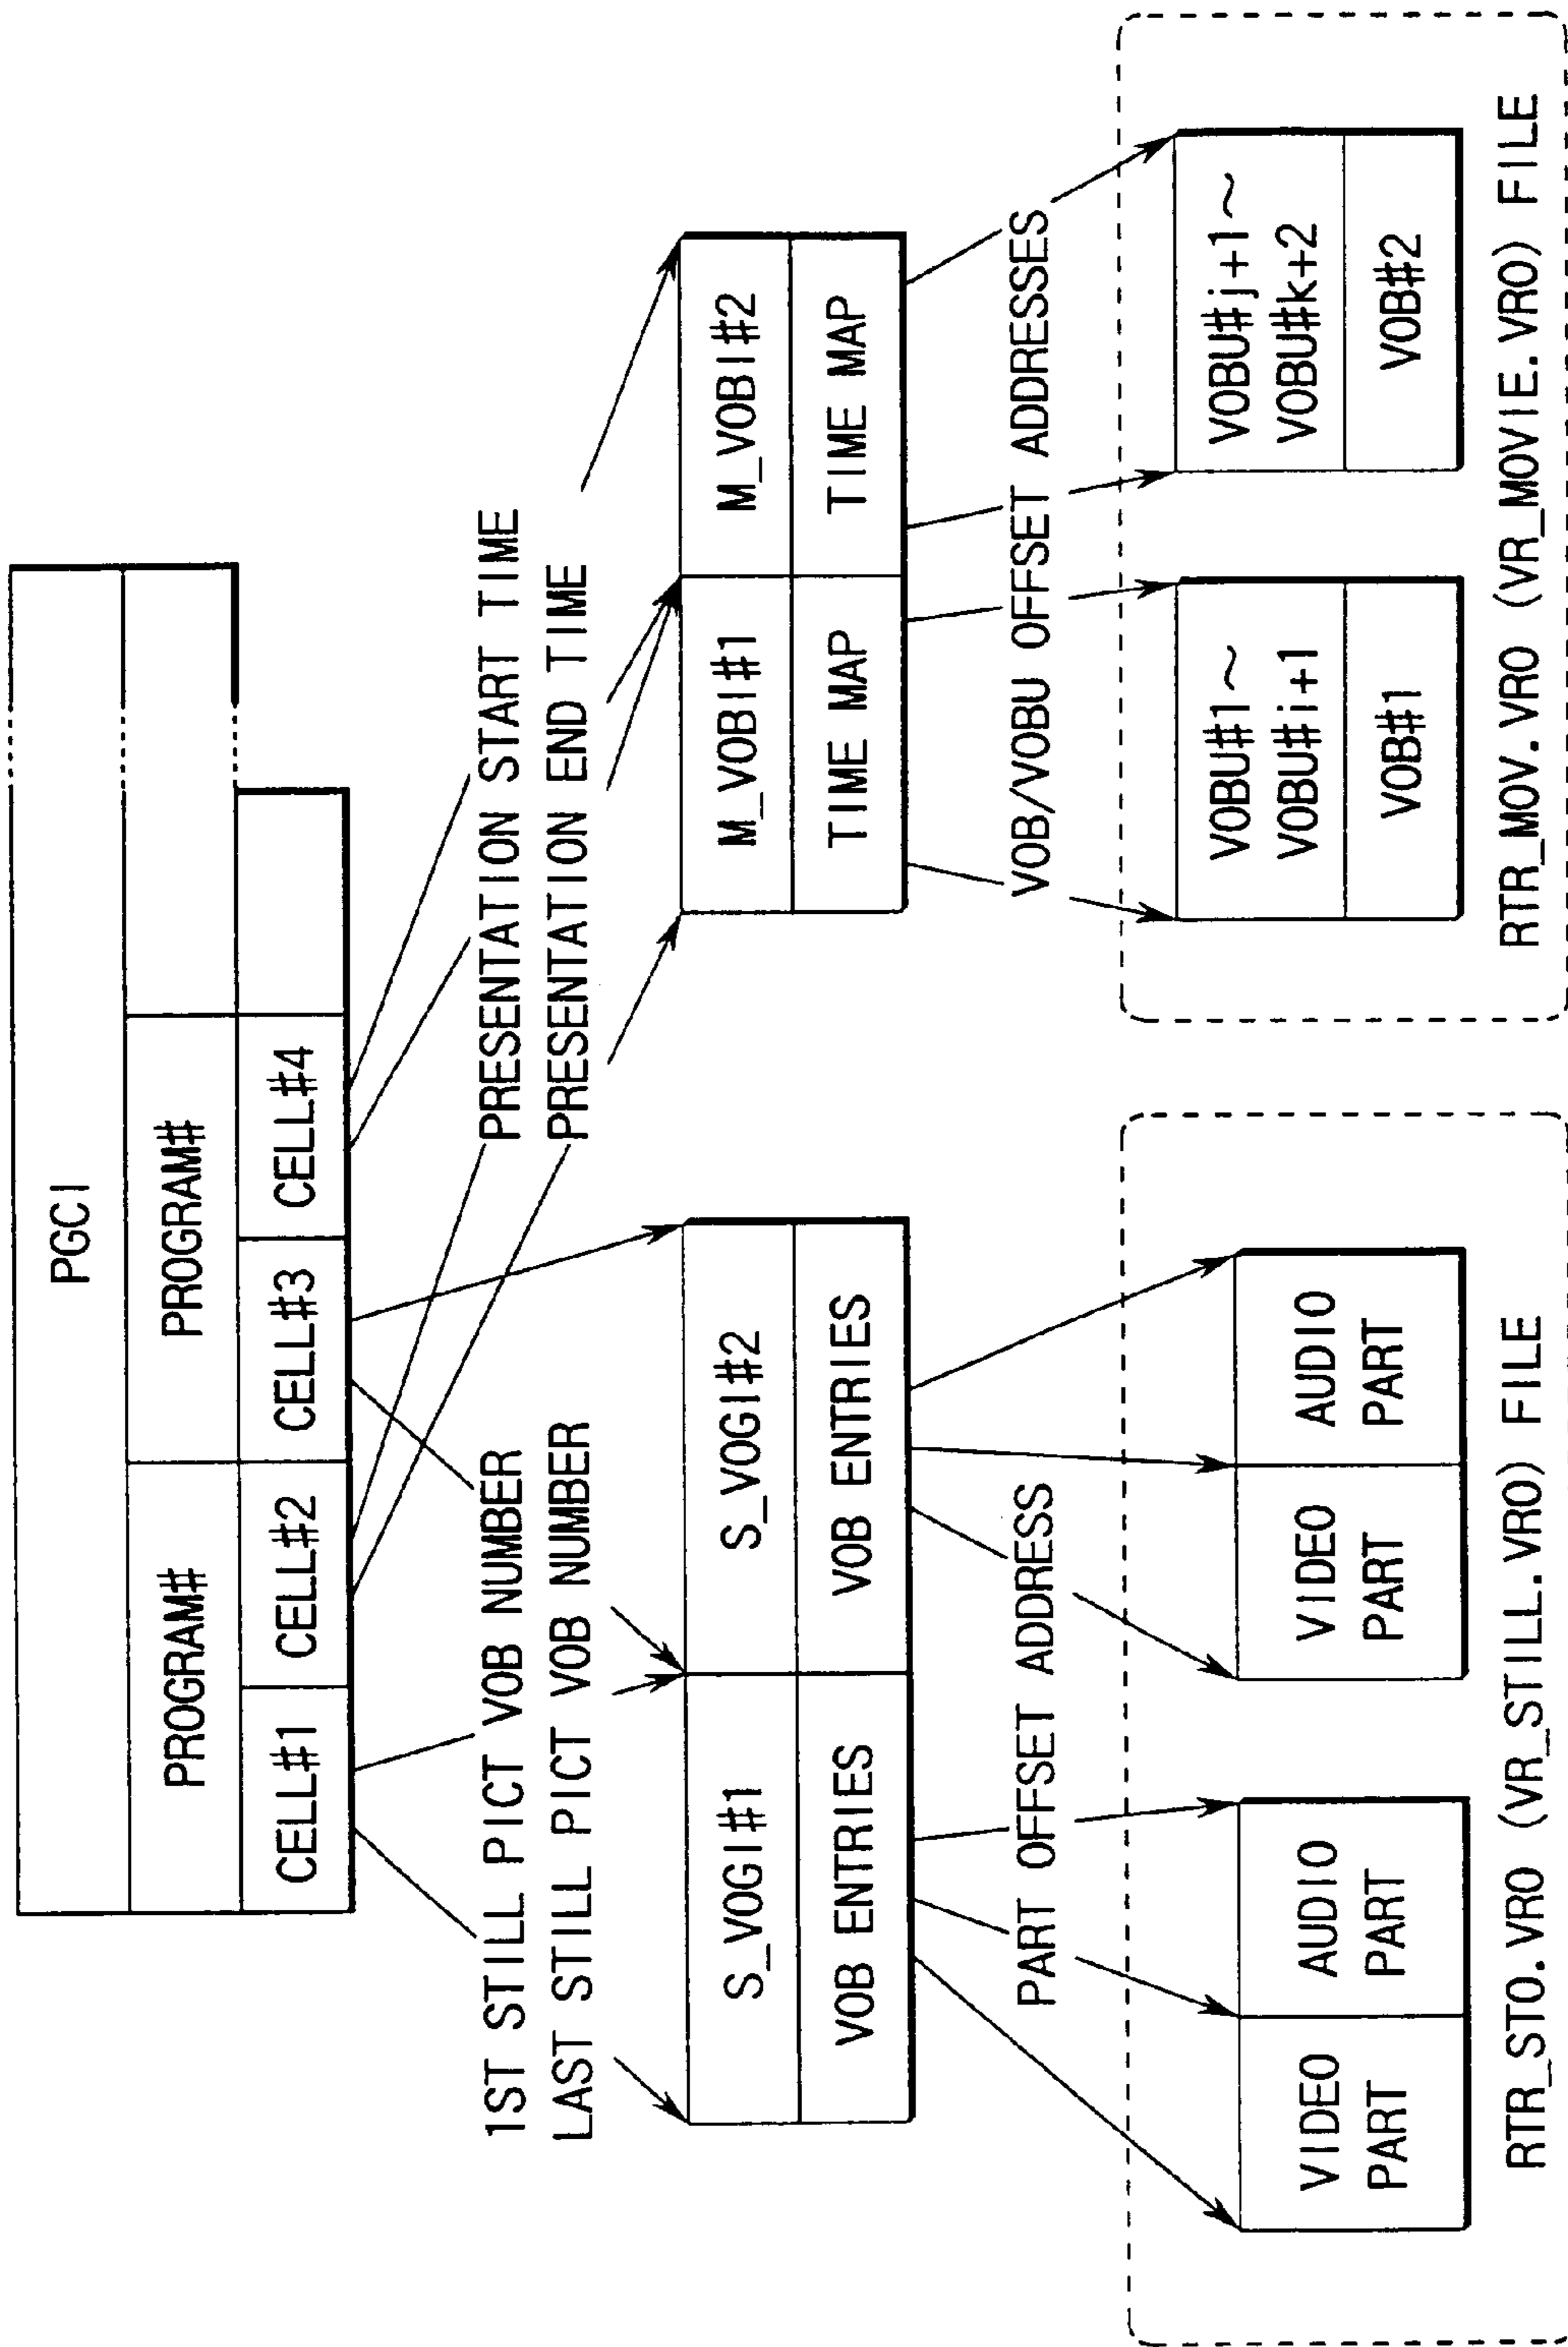 PGCI
PROGRAM#
PROGRAM#
CELL#1
CELL#2
CELL#3
CELL#4
1ST STILL PICT VOB NUMBER
LAST STILL PICT VOB NUMBER
PRESENTATION START TIME
PRESENTATION END TIME
S_VOGI#1
S_VOGI#2
VOB ENTRIES
VOB ENTRIES
M_VOBI#1
M_VOBI#2
TIME MAP
TIME MAP
PART OFFSET ADDRESS
VOB/VOBU OFFSET ADDRESSES
VIDEO
PART
AUDIO
PART
VIDEO
PART
AUDIO
PART
VOBU#1~
VOBU#i+1
VOB#1
VOBU#j+1~
VOBU#k+2
VOB#2
RTR_STO.VRO (VR_STILL.VRO) FILE
RTR_MOV.VRO (VR_MOVIE.VRO) FILE